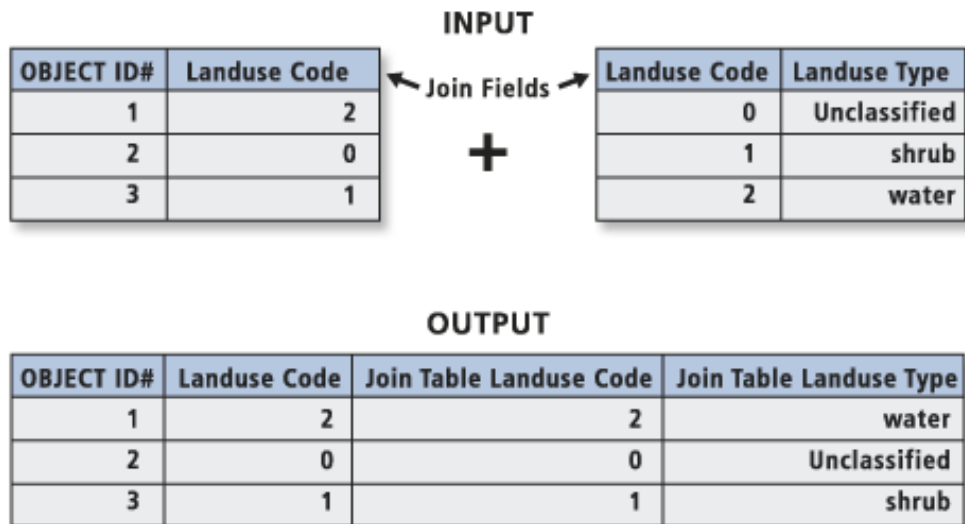 INPUT
OBJECT ID# Landuse Code
1 2
2 0
3 1
Join Fields
+
Landuse Code Landuse Type
0 Unclassified
1 shrub
2 water
OUTPUT
OBJECT ID# Landuse Code Join Table Landuse Code Join Table Landuse Type
1 2 2 water
2 0 0 Unclassified
3 1 1 shrub